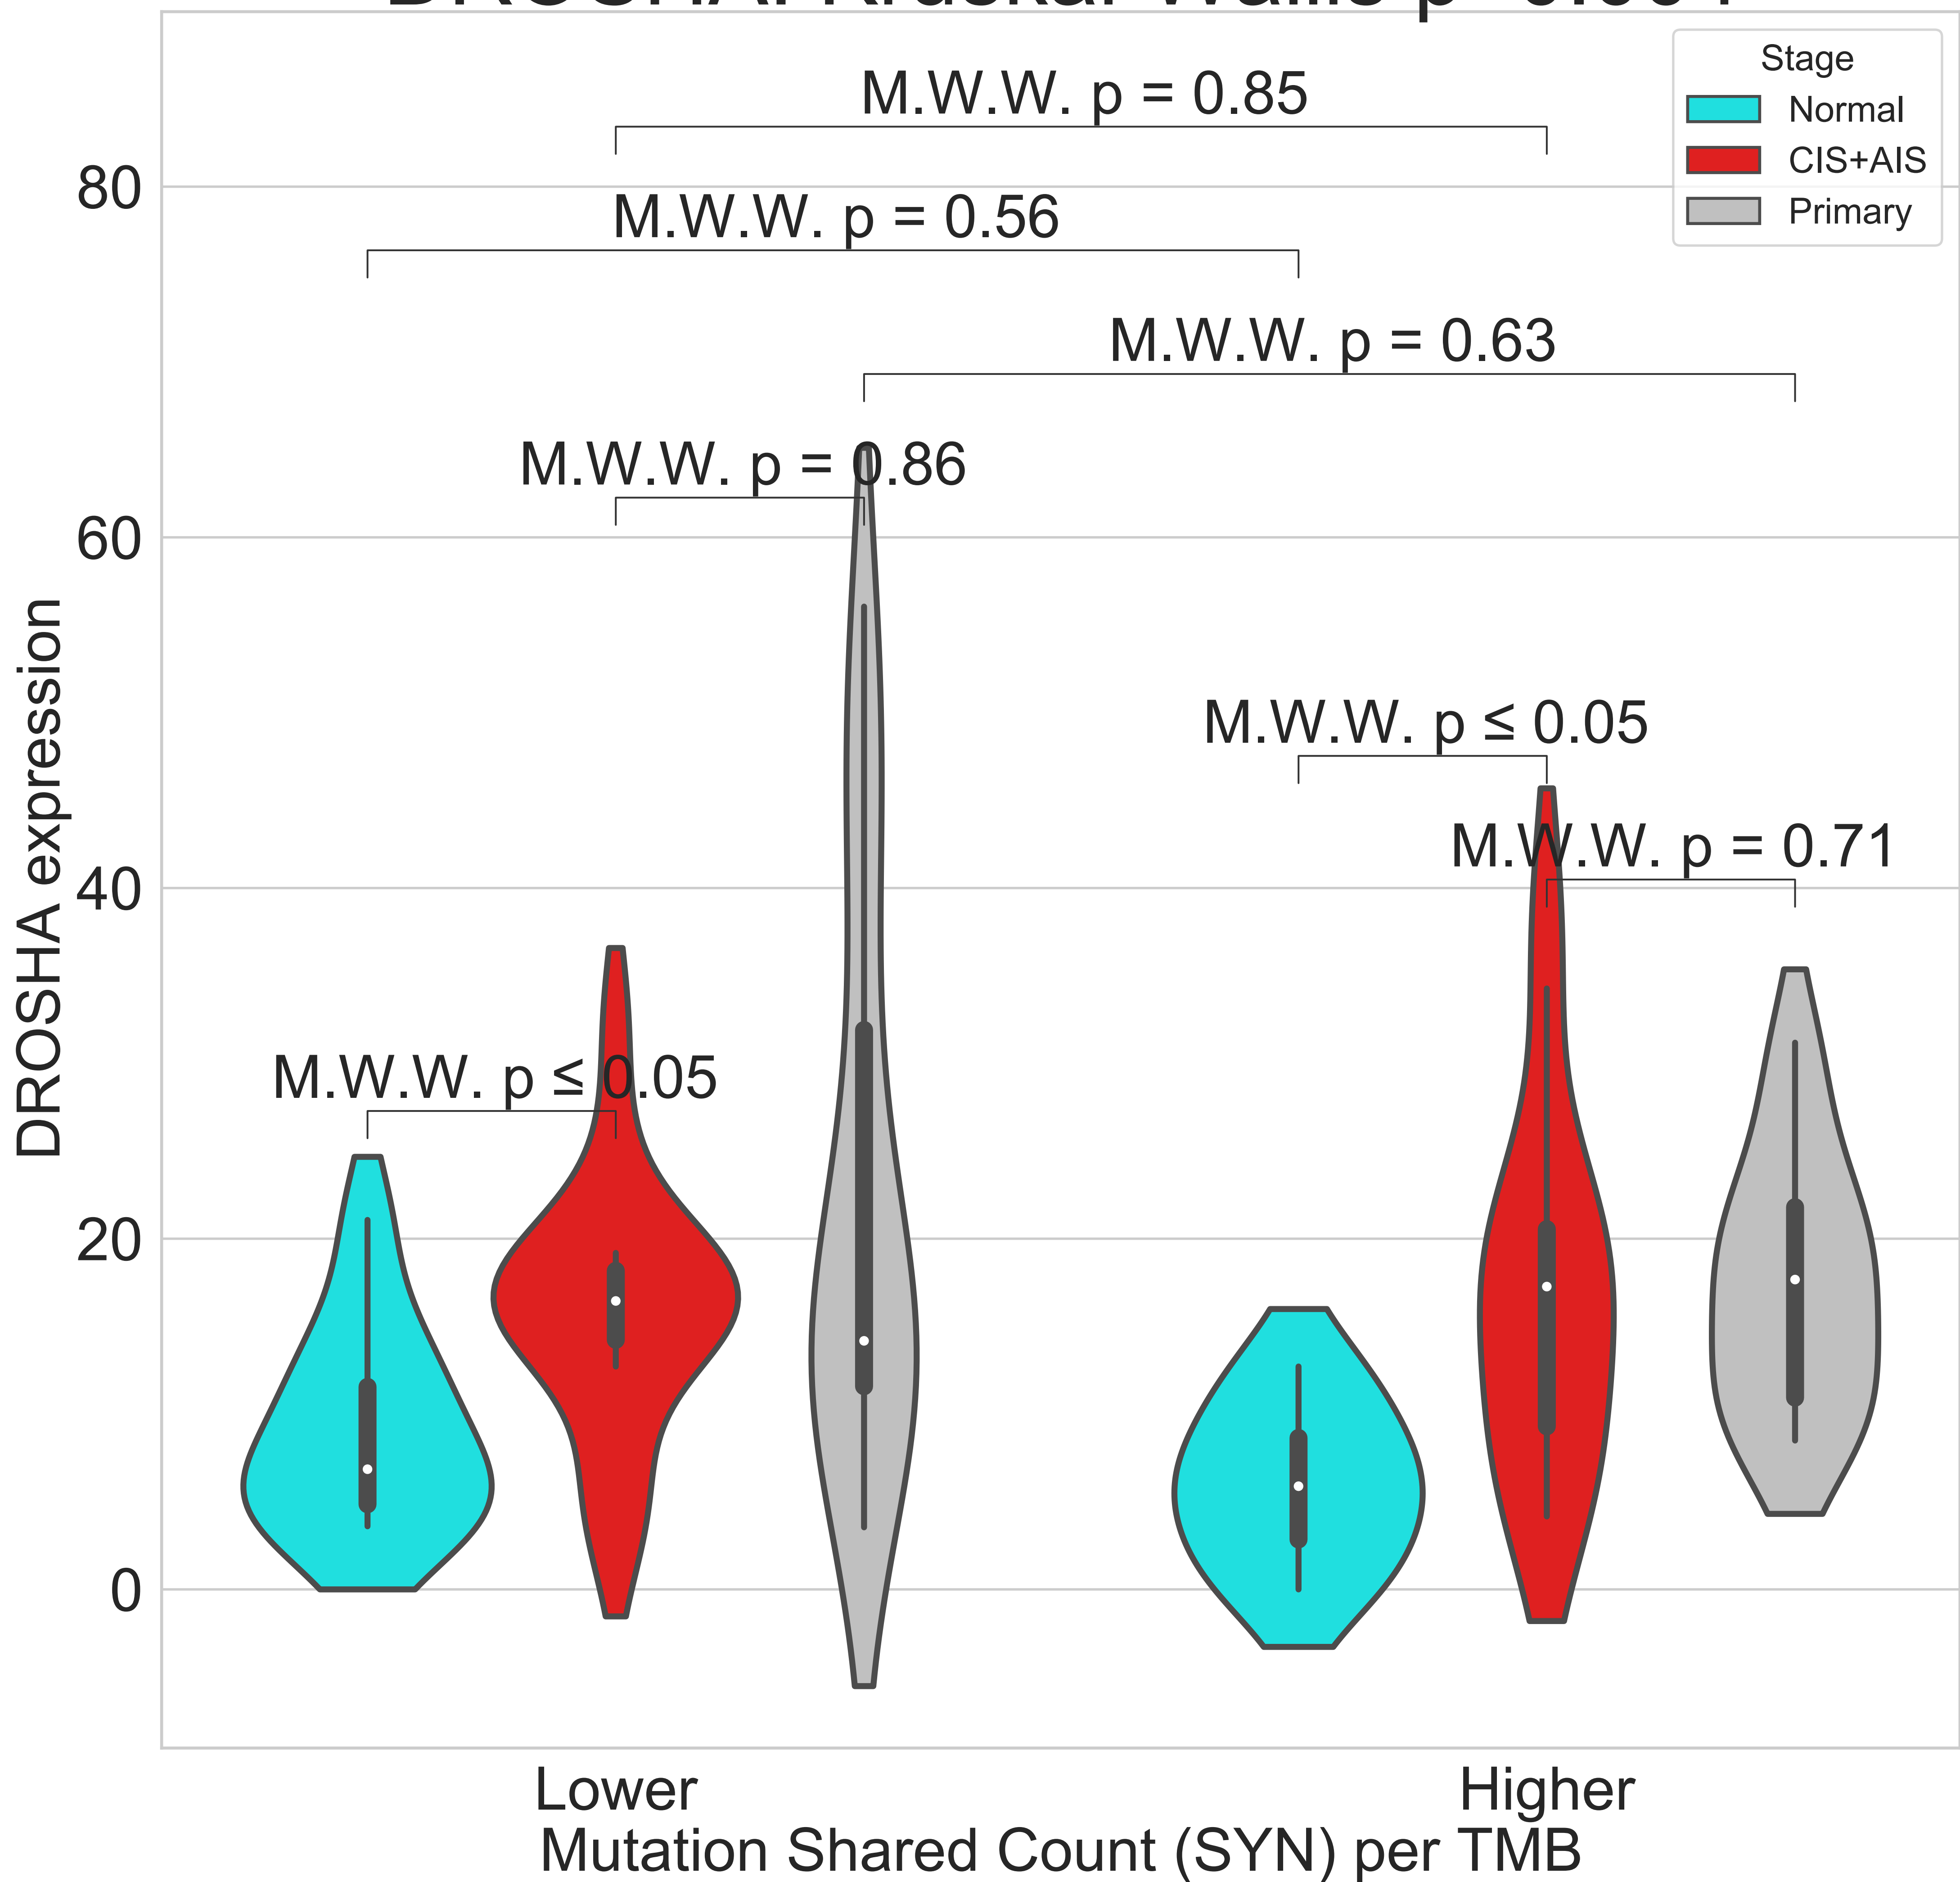 M.W.W. p = 0.85
M.W.W. p = 0.56
M.W.W. p = 0.63
M.W.W. p = 0.86
M.W.W. p ≤ 0.05
M.W.W. p = 0.71
M.W.W. p ≤ 0.05
Stage
Normal
CIS+AIS
Primary
80
60
40
20
0
DROSHA expression
Lower
Higher
Mutation Shared Count (SYN) per TMB